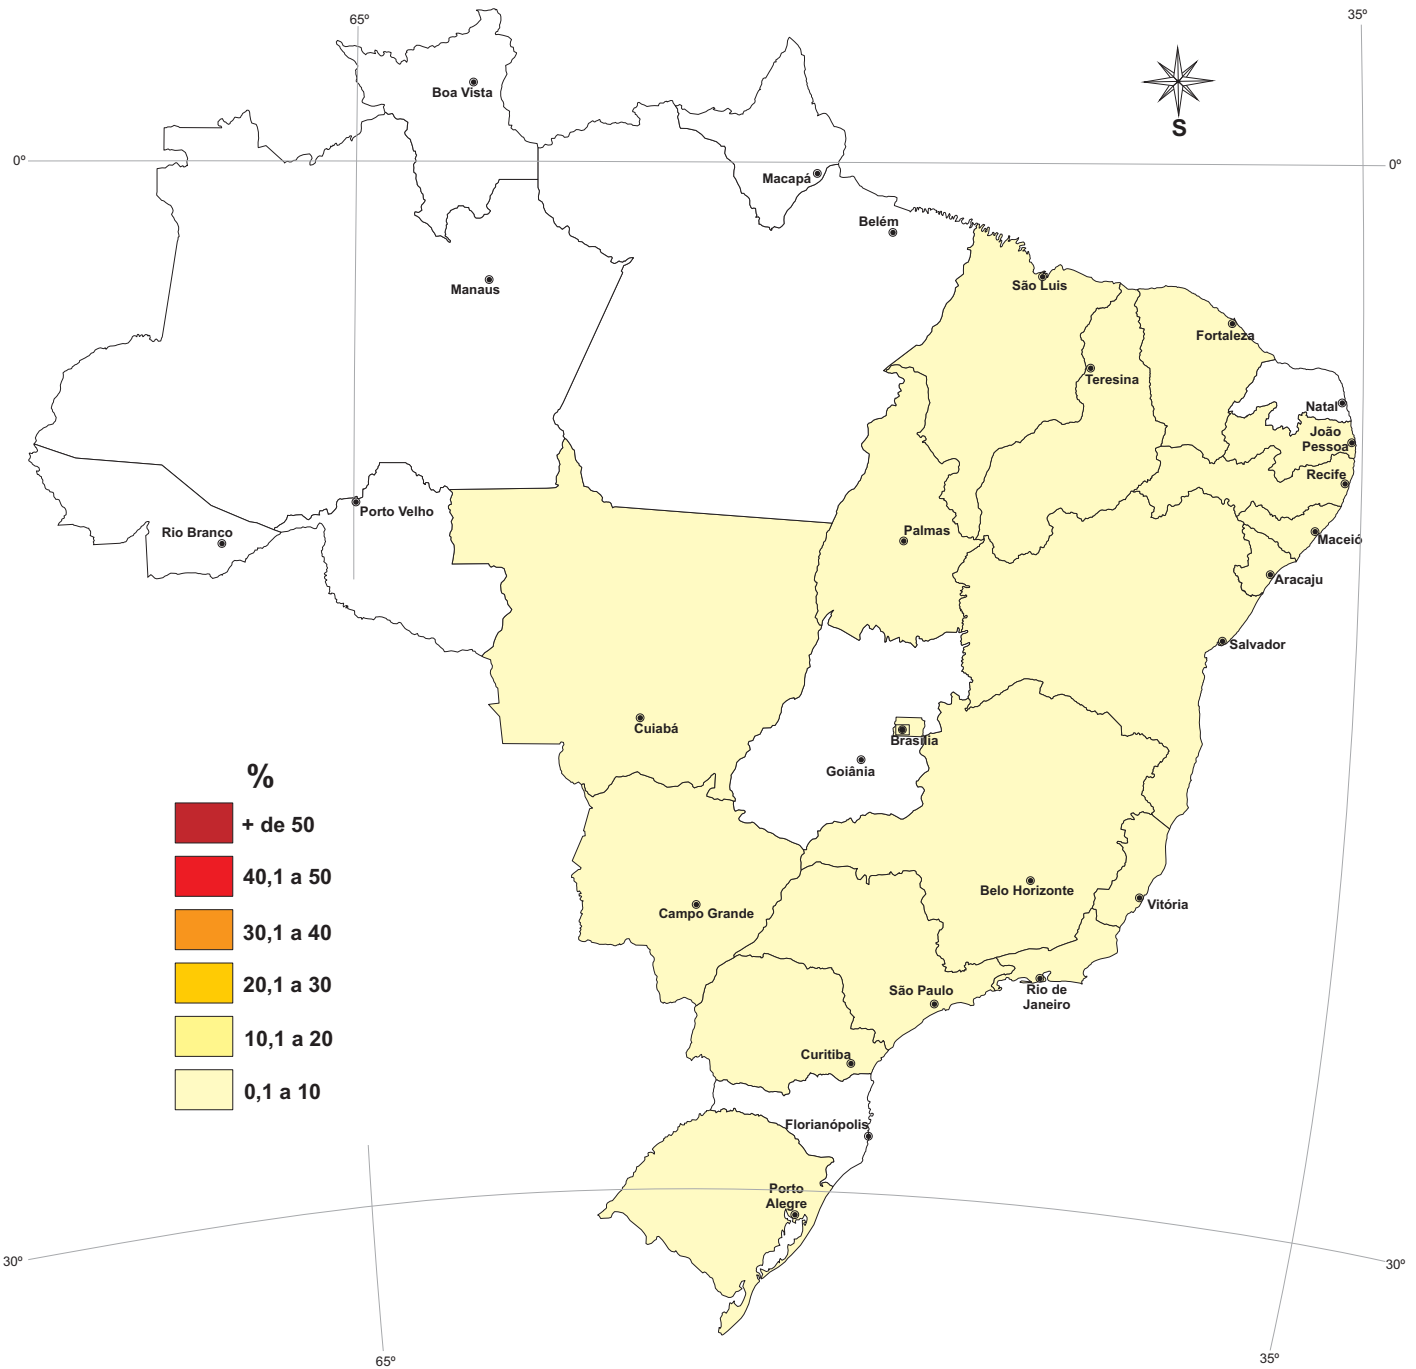 65º
35º
Boa Vista
S
0º
0º
Macapá
Belém
Manaus
São Luis
Fortaleza
Teresina
Natal
João
Pessoa
Recife
Porto Velho
Rio Branco
Palmas
Maceió
Aracaju
Salvador
Cuiabá
Brasília
Goiânia
%
+ de 50
40,1 a 50
30,1 a 40
20,1 a 30
10,1 a 20
0,1 a 10
Belo Horizonte
Vitória
Campo Grande
São Paulo
Rio de
Janeiro
Curitiba
Florianópolis
Porto
Alegre
30º
30º
65º
35º